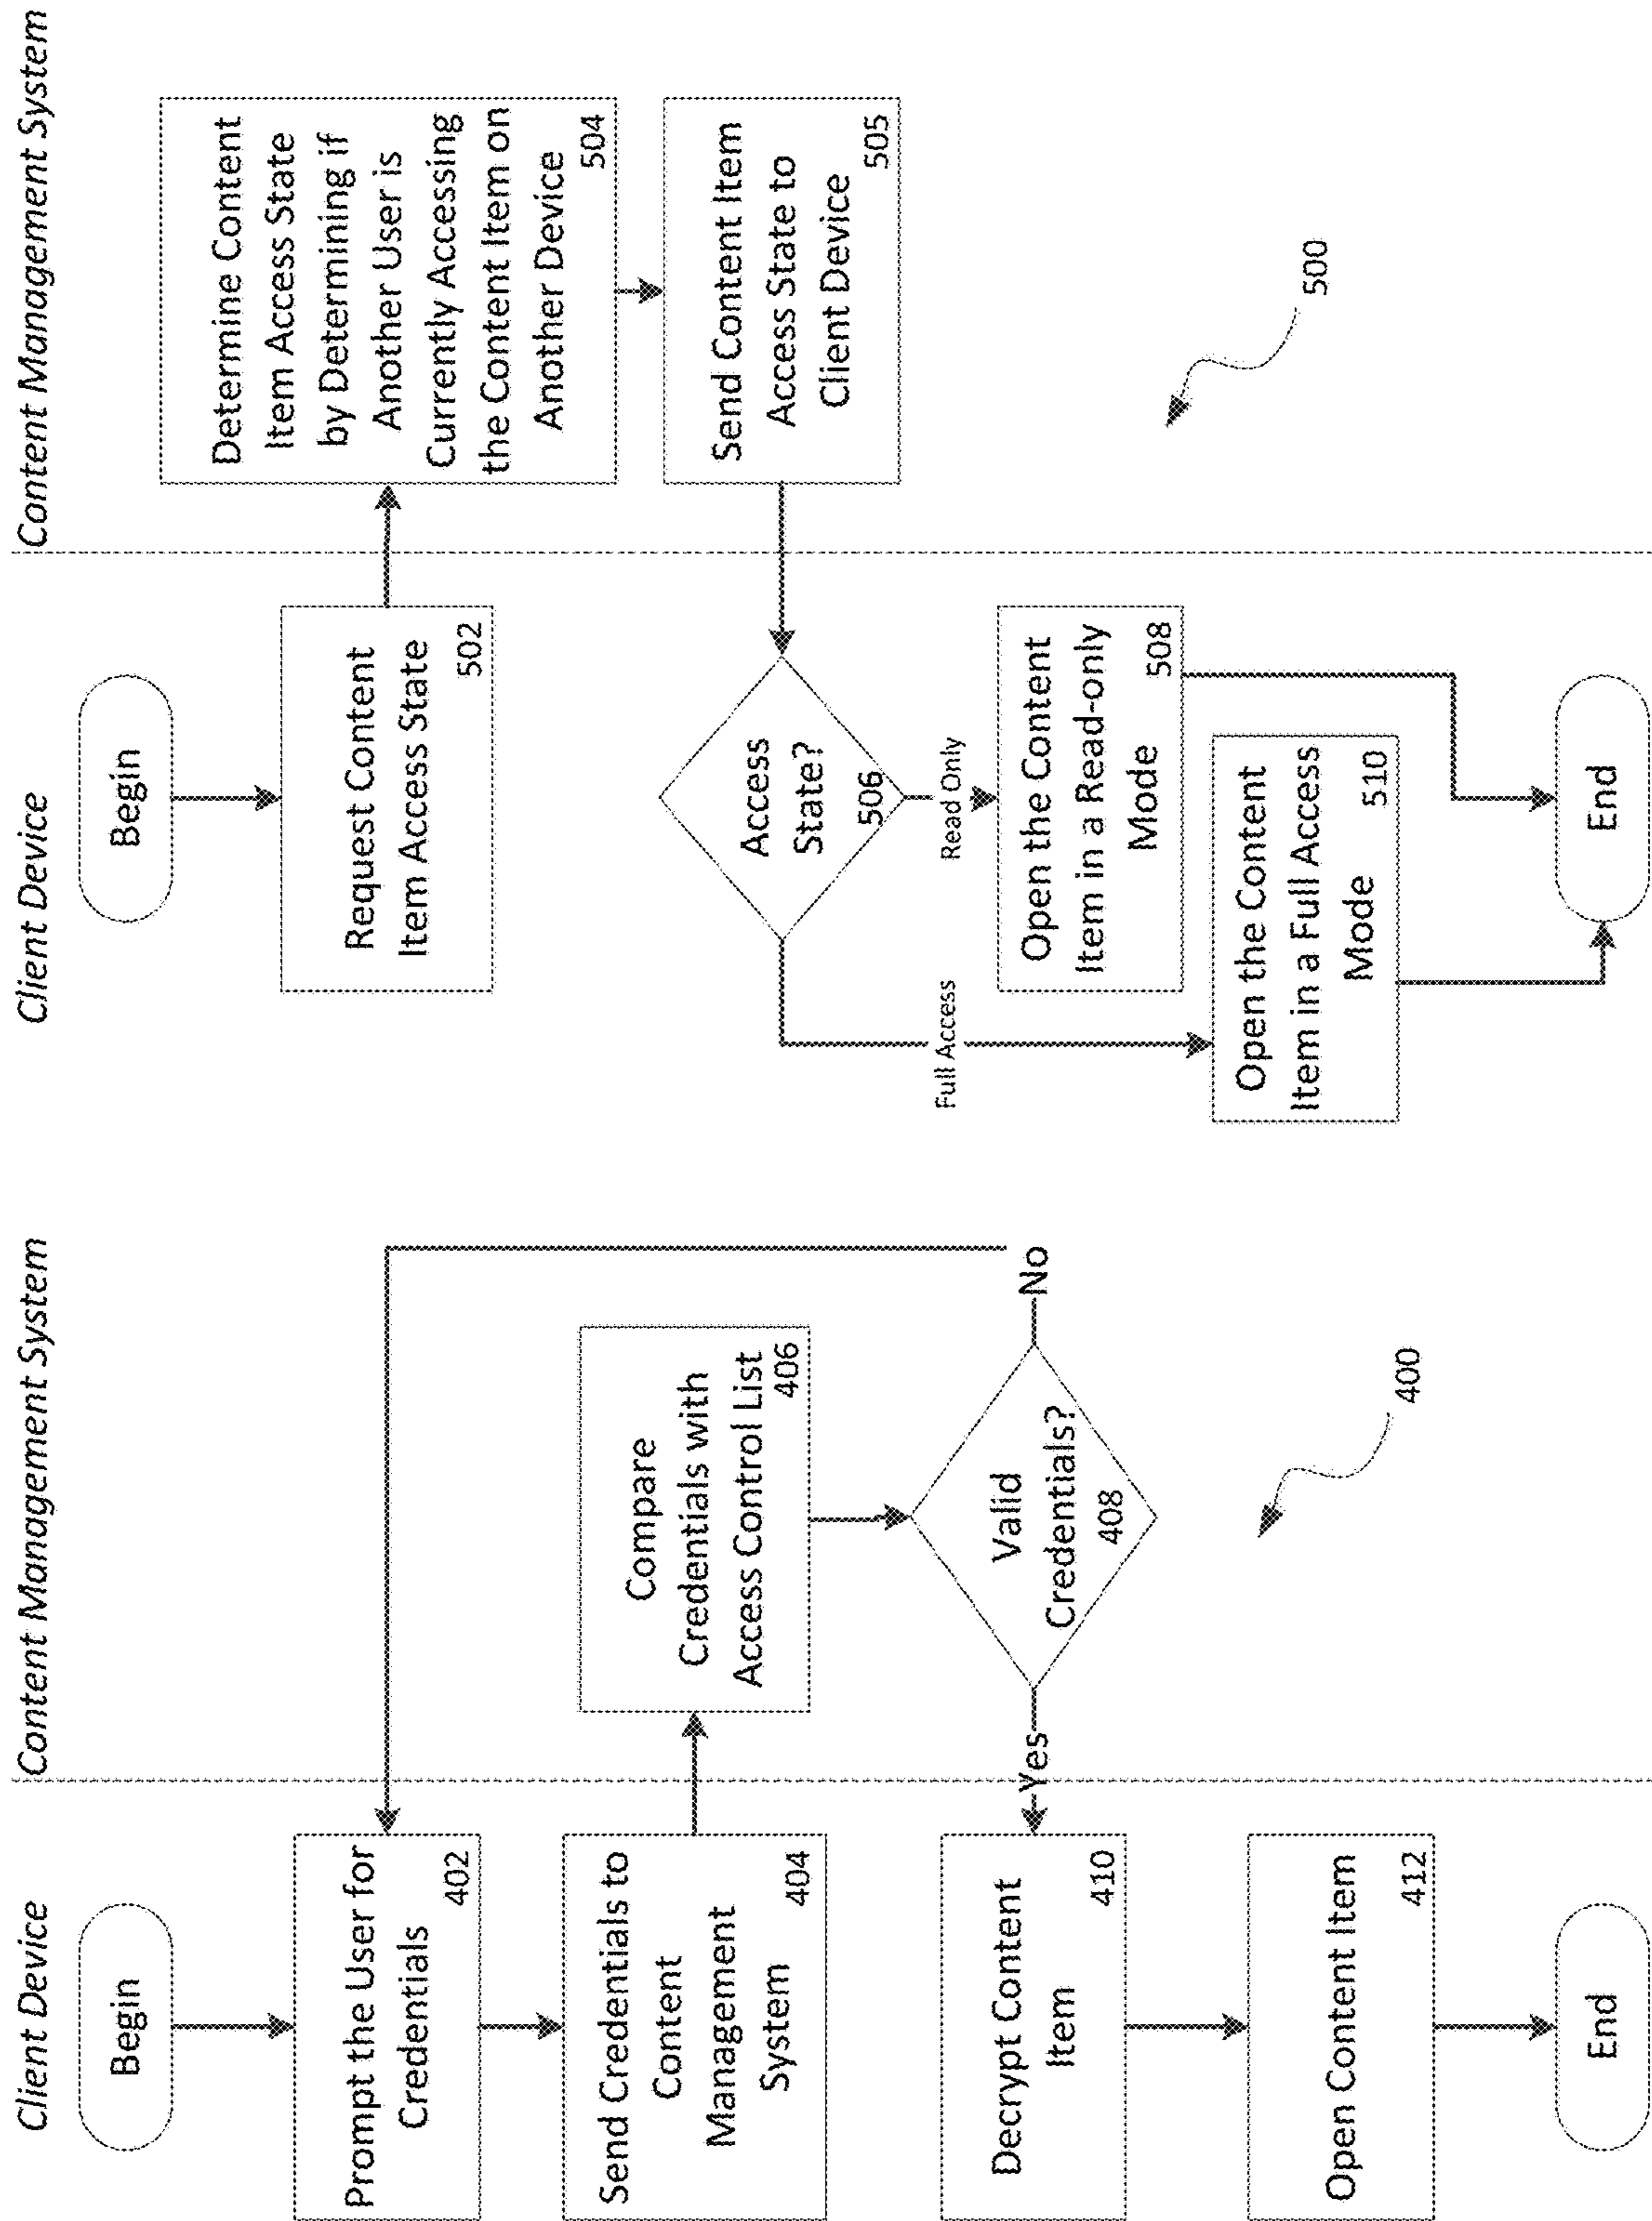 Client Device
Content Management System
Begin
Prompt the User for
Credentials
402
Send Credentials to
Content
Management
System
404
Compare
Credentials with
Access Control List
406
Valid
Credentials?
408
No
Yes
Decrypt Content
Item
410
Open Content Item
412
End
400
Client Device
Content Management System
Begin
Request Content
Item Access State
502
Determine Content
Item Access State
by Determining if
Another User is
Currently Accessing
the Content Item on
Another Device
504
Send Content Item
Access State to
Client Device
505
Access
State?
506
Read Only
Full Access
Open the Content
Item in a Read-only
Mode
508
Open the Content
Item in a Full Access
Mode
510
End
500